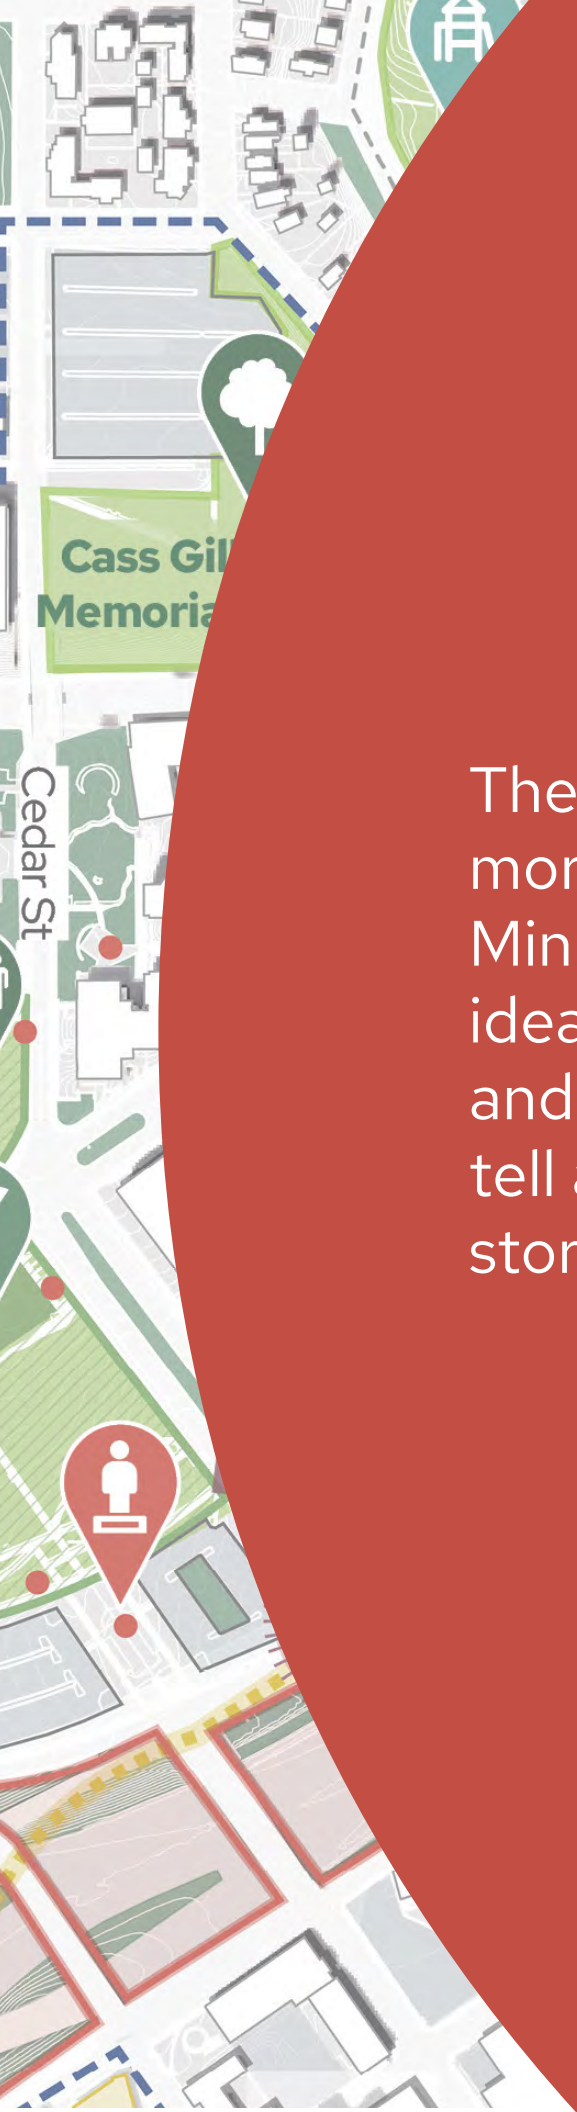 Cass Gil
Memoria
Cedar St
The
mor
Min
idea
and
tell
stor